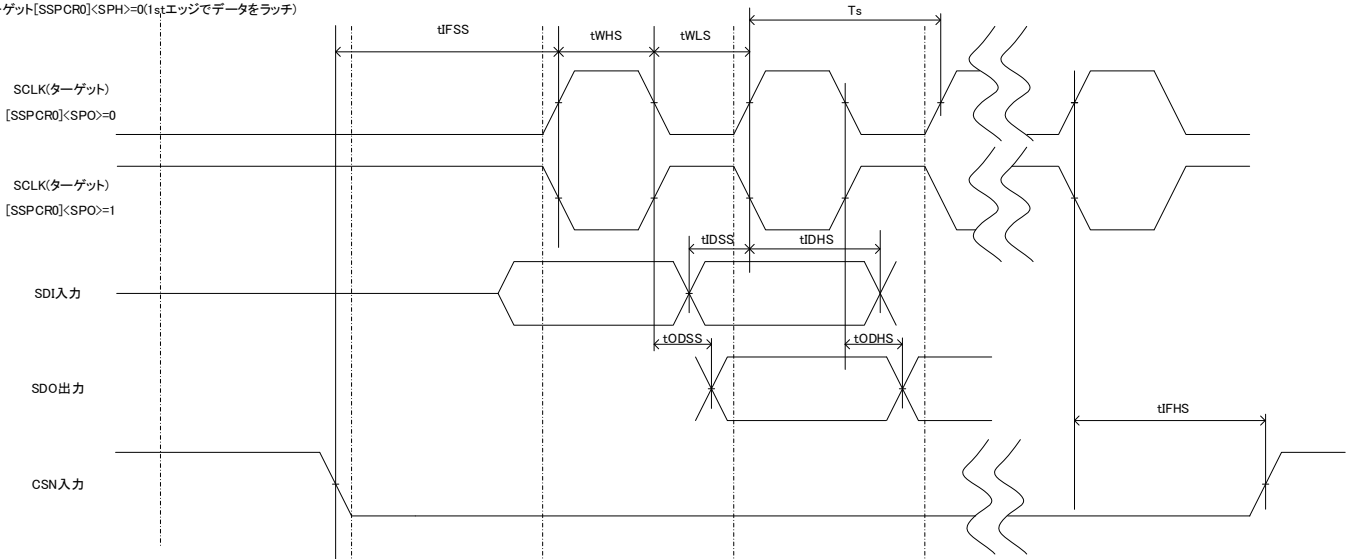 ゲット[SSPCR0]<SPH>=0(1stエッジでデータをラッチ)
tIFSS
tWHS
tWLS
Ts
SCLK(ターゲット)
[SSPCR0]<SPO>=0
SCLK(ターゲット)
[SSPCR0]<SPO>=1
tIDSS
tIDHS
SDI入力
tODSS
tODHS
SDO出力
tIFHS
CSN入力